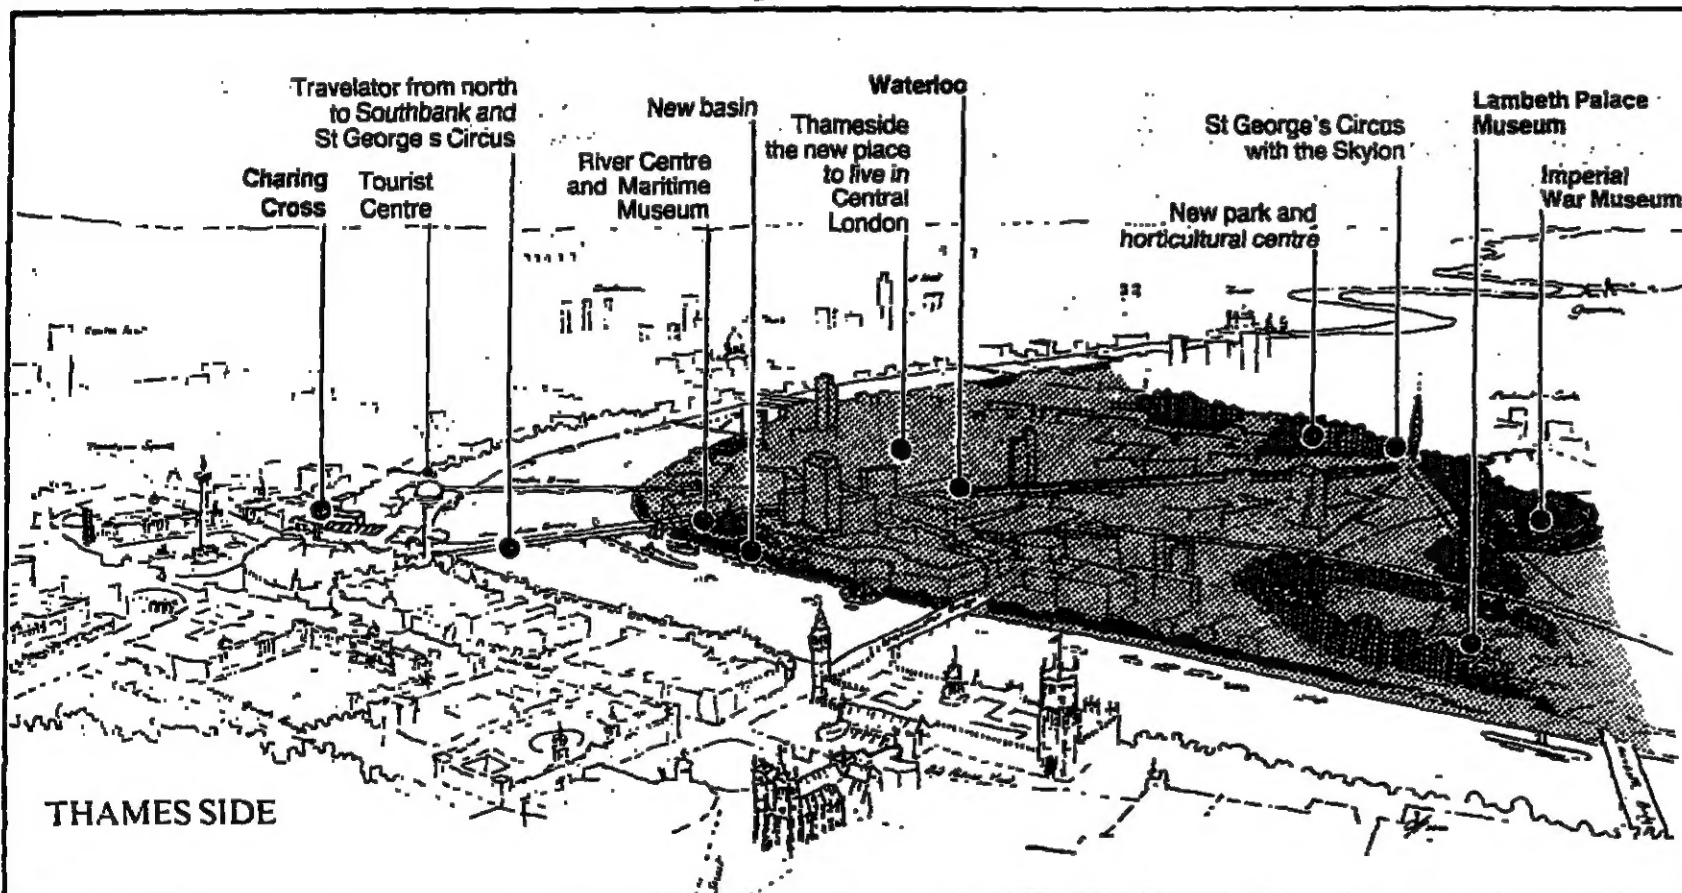 Travelator from north
to Southbank and
St George s Circus
Charing
Cross
Tourist
Centre
New basin
River Centre
and Maritime
Museum
Waterloo
Thameside
the new place
to live in
Central
London
St George's Circus
with the Skylon
New park and
horticultural centre
Lambeth Palace
Museum
Imperial
War Museum
THAMES SIDE